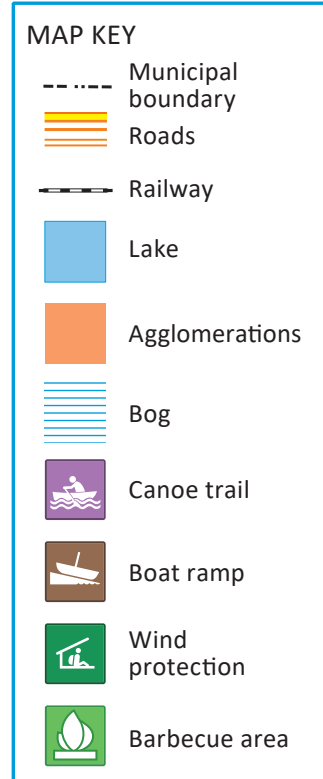 MAP KEY
Municipal
boundary
Roads
Railway
Lake
Agglomerations
Bog
Canoe trail
Boat ramp
Wind
protection
Barbecue area